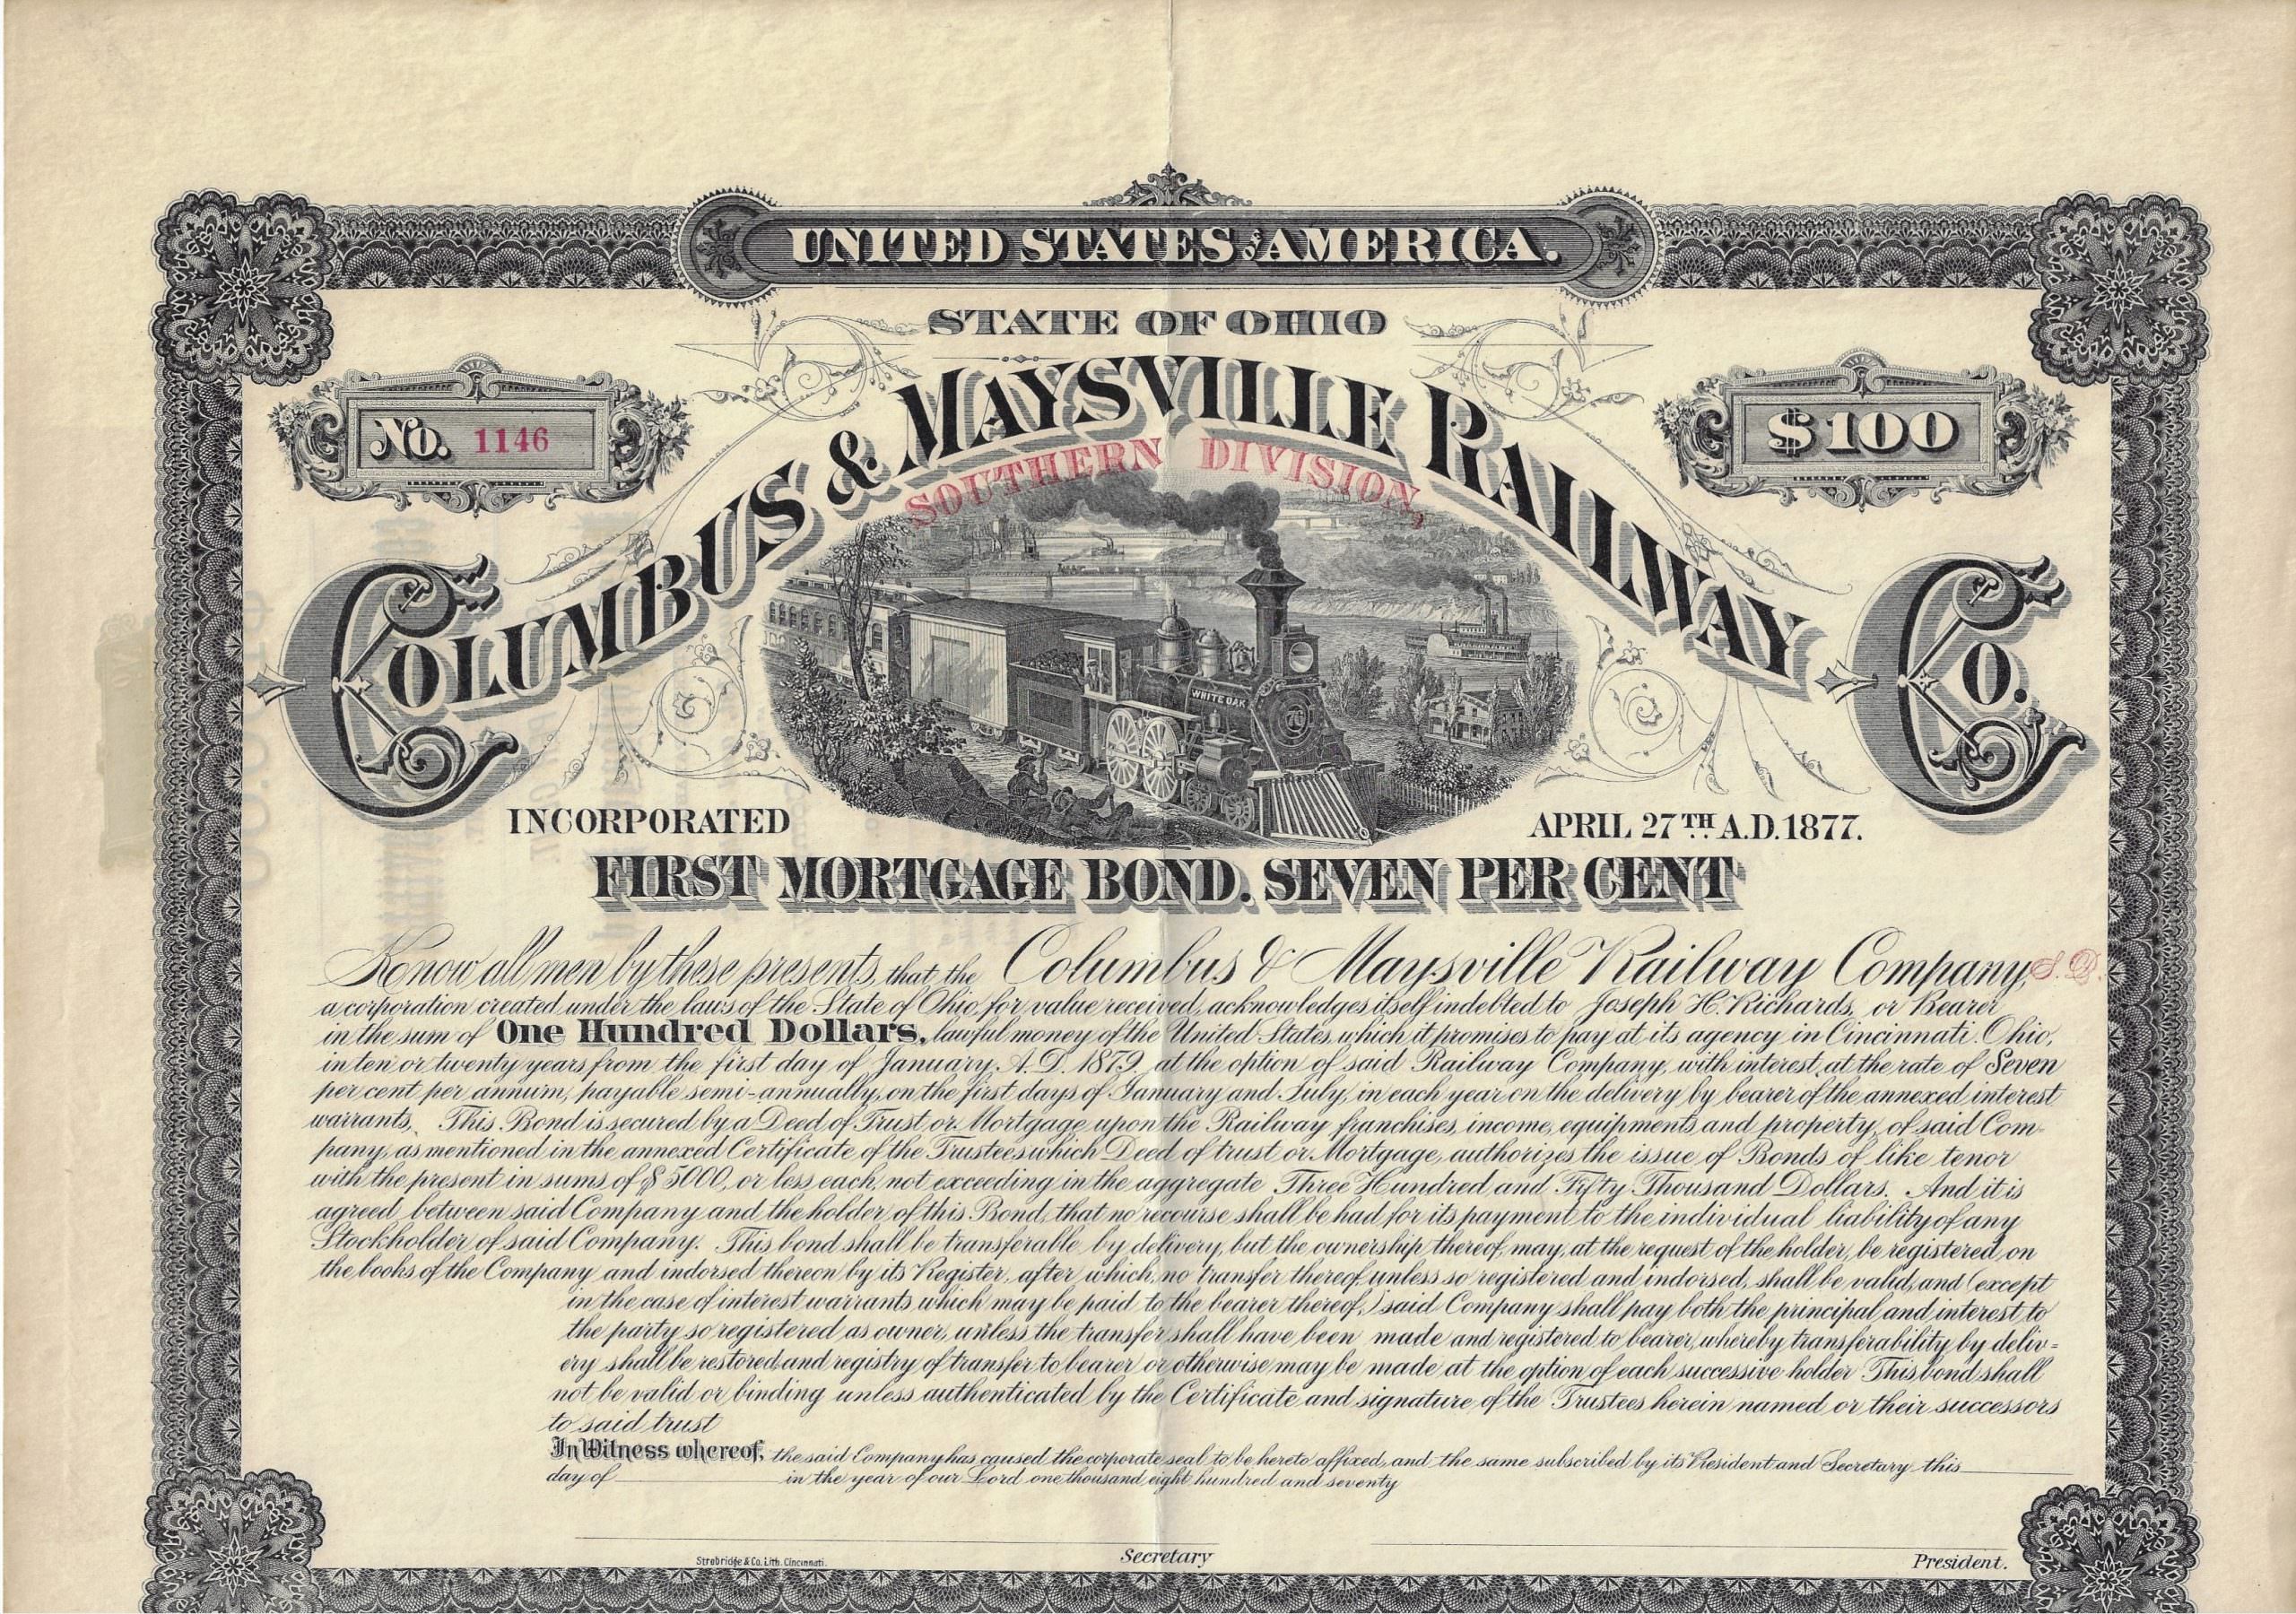 UNITED STATES OF AMERICA.
STATE OF OHIO
No. 1146
$100
COLUMBUS & MAYSVILLE RAILWAY CO.
SOUTHERN DIVISION,
WHITE OAK
INCORPORATED APRIL 27TH A.D. 1877.
FIRST MORTGAGE BOND. SEVEN PER CENT
Know all men by these presents, that the Columbus & Maysville Railway Company, S. D.
a corporation created under the laws of the State of Ohio, for value received, acknowledges itself indebted to Joseph H. Richards, or Bearer
in the sum of One Hundred Dollars, lawful money of the United States, which it promises to pay at its agency in Cincinnati, Ohio,
in ten or twenty years from the first day of January, A.D. 1879, at the option of said Railway Company, with interest, at the rate of Seven
per cent per annum, payable semi-annually, on the first days of January and July, in each year on the delivery by bearer of the annexed interest
warrants. This Bond is secured by a Deed of Trust or Mortgage upon the Railway franchises, income, equipments, and property, of said Com-
pany, as mentioned in the annexed Certificate of the Trustees which Deed of trust or Mortgage, authorizes the issue of Bonds of like tenor
with the present in sums of $5000, or less each, not exceeding in the aggregate Three Hundred and Fifty Thousand Dollars. And it is
agreed between said Company and the holder of this Bond, that no recourse shall be had for its payment to the individual liability of any
Stockholder of said Company. This bond shall be transferable by delivery, but the ownership thereof, may, at the request of the holder, be registered on
the books of the Company and indorsed thereon by its Register, after which, no transfer thereof unless so registered and indorsed, shall be valid, and (except
in the case of interest warrants which may be paid to the bearer thereof,) said Company shall pay both the principal and interest to
the party so registered as owner, unless the transfer shall have been made and registered to bearer, whereby transferability by deliv=
ery shall be restored and registry of transfer to bearer or otherwise may be made at the option of each successive holder This bond shall
not be valid or binding unless authenticated by the Certificate and signature, of the Trustees herein named or their successors
to said trust
In Witness whereof, the said Company has caused the corporate seal to be hereto affixed, and the same subscribed by its President and Secretary this
day of in the year of our Lord one thousand, eight hundred and seventy
Strobridge & Co. Lith. Cincinnati.
Secretary
President.